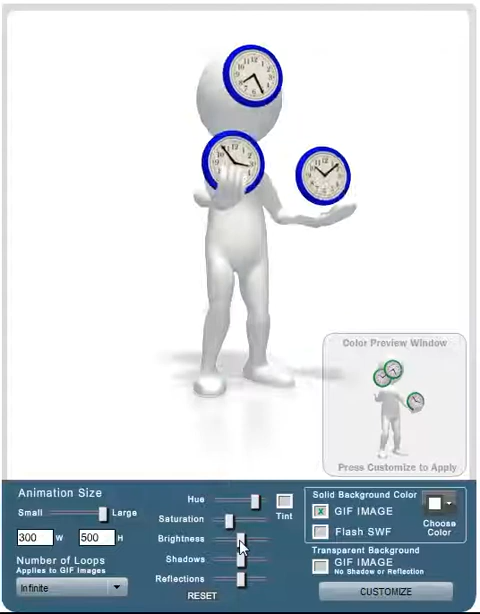 Color Preview Window
Press Customize to Apply
Animation Size
Small Large
300 W 500 H
Number of Loops
Applies to GIF Images
Infinite
Hue
Saturation
Brightness
Shadows
Reflections
RESET
Tint
Solid Background Color
GIF IMAGE
Flash SWF
Choose
Color
Transparent Background
GIF IMAGE
No Shadow or Reflection
CUSTOMIZE